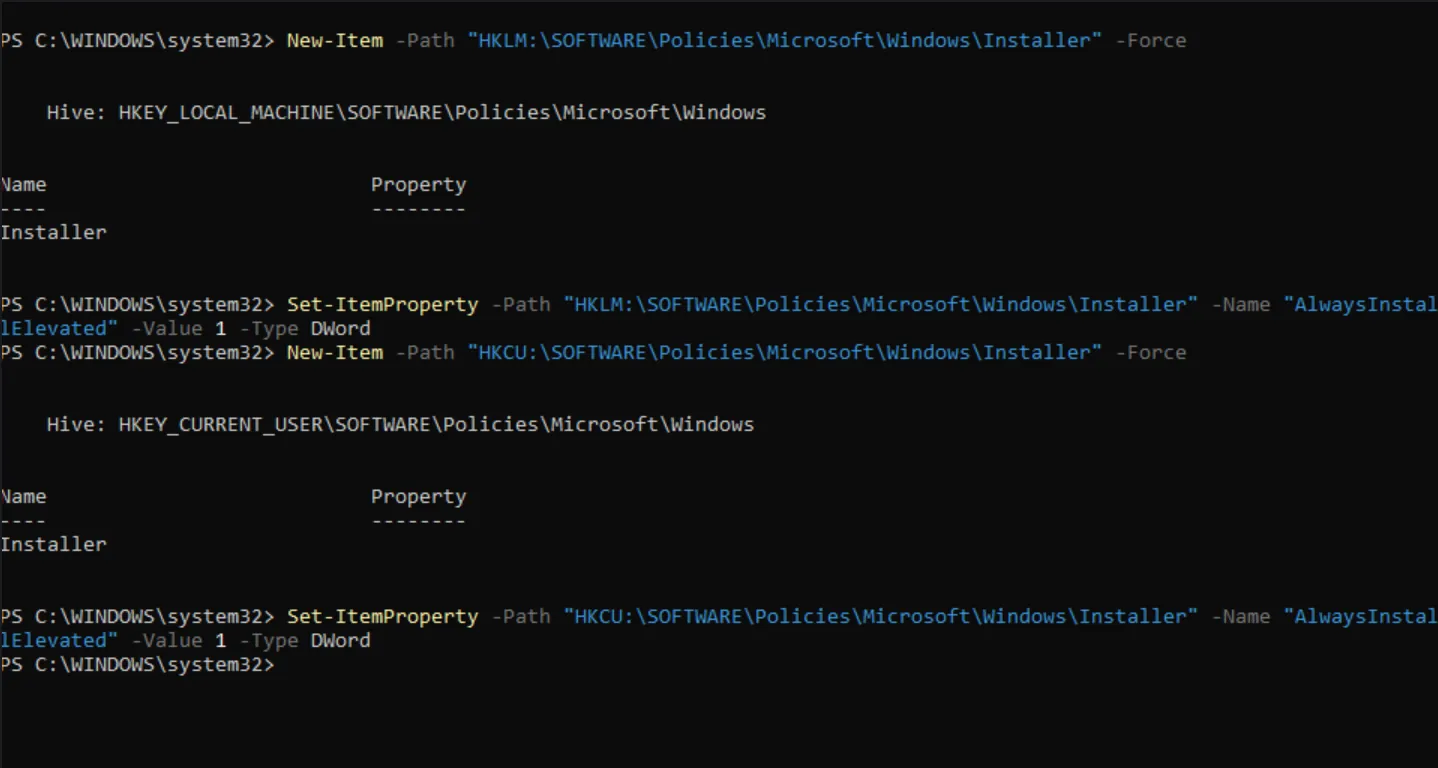 PS C:\WINDOWS\system32> New-Item -Path "HKLM:\SOFTWARE\Policies\Microsoft\Windows\Installer" -Force
Hive: HKEY_LOCAL_MACHINE\SOFTWARE\Policies\Microsoft\Windows
Name Property
---- --------
Installer
PS C:\WINDOWS\system32> Set-ItemProperty -Path "HKLM:\SOFTWARE\Policies\Microsoft\Windows\Installer" -Name "AlwaysInstal
lElevated" -Value 1 -Type DWord
PS C:\WINDOWS\system32> New-Item -Path "HKCU:\SOFTWARE\Policies\Microsoft\Windows\Installer" -Force
Hive: HKEY_CURRENT_USER\SOFTWARE\Policies\Microsoft\Windows
Name Property
---- --------
Installer
PS C:\WINDOWS\system32> Set-ItemProperty -Path "HKCU:\SOFTWARE\Policies\Microsoft\Windows\Installer" -Name "AlwaysInstal
lElevated" -Value 1 -Type DWord
PS C:\WINDOWS\system32>